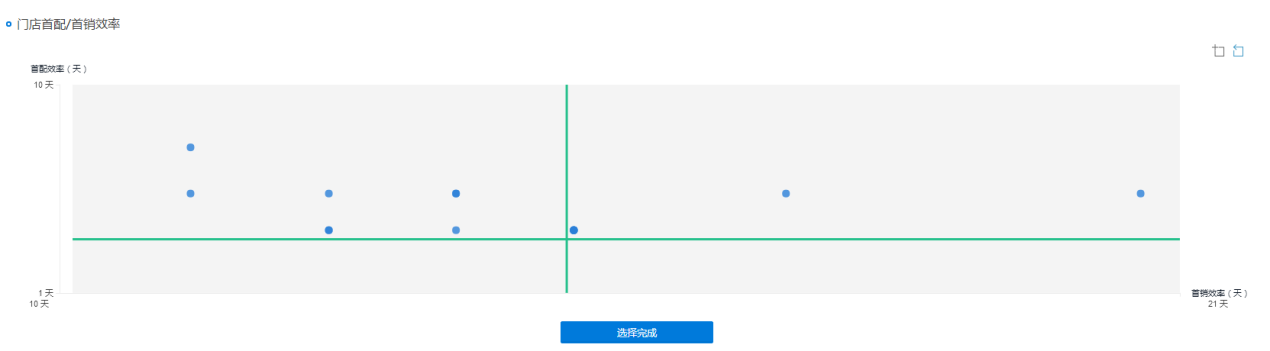 门店首配/首销效率
首配效率（天）
10 天
1 天
10 天
首销效率（天）
21 天
选择完成